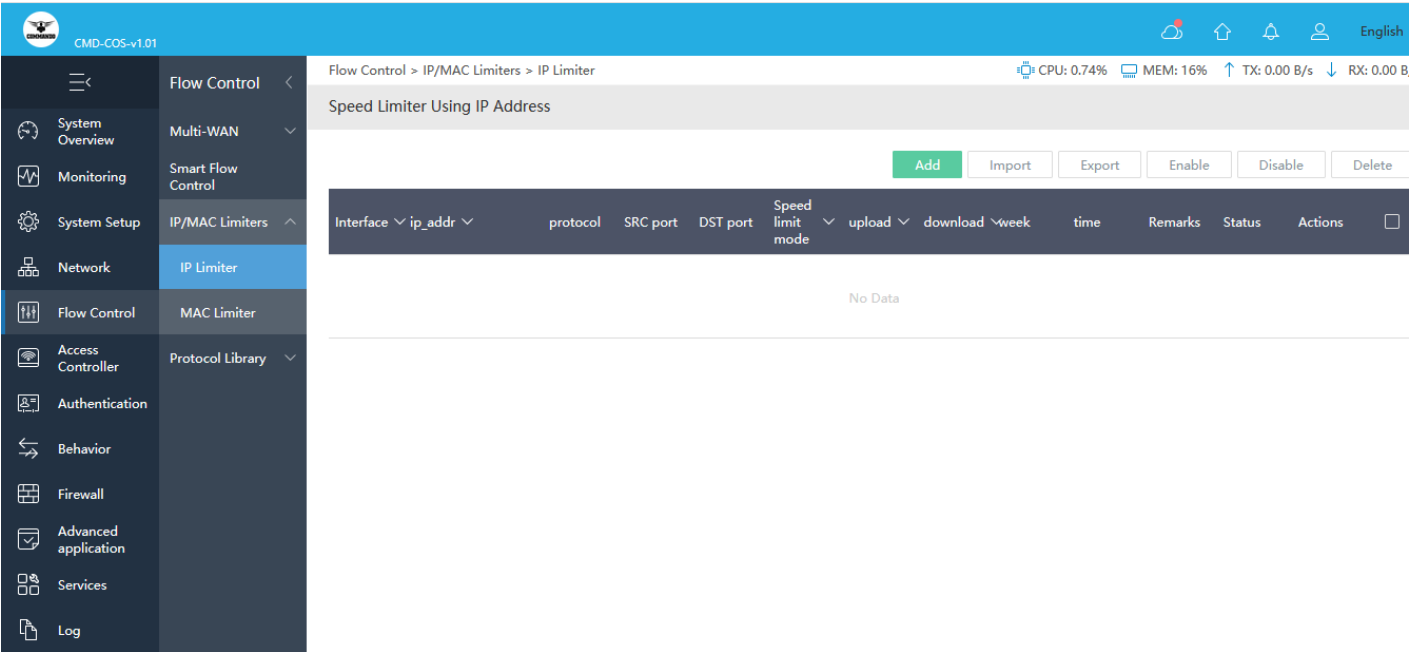 COMMANDO
CMD-COS-v1.01
English
Flow Control
Flow Control > IP/MAC Limiters > IP Limiter
CPU: 0.74%
MEM: 16%
TX: 0.00 B/s
RX: 0.00 B
Speed Limiter Using IP Address
System
Overview
Monitoring
System Setup
Network
Flow Control
Access
Controller
Authentication
Behavior
Firewall
Advanced
application
Services
Log
Multi-WAN
Smart Flow
Control
IP/MAC Limiters
IP Limiter
MAC Limiter
Protocol Library
Add
Import
Export
Enable
Disable
Delete
Interface
ip_addr
protocol
SRC port
DST port
Speed
limit
mode
upload
download
week
time
Remarks
Status
Actions
No Data